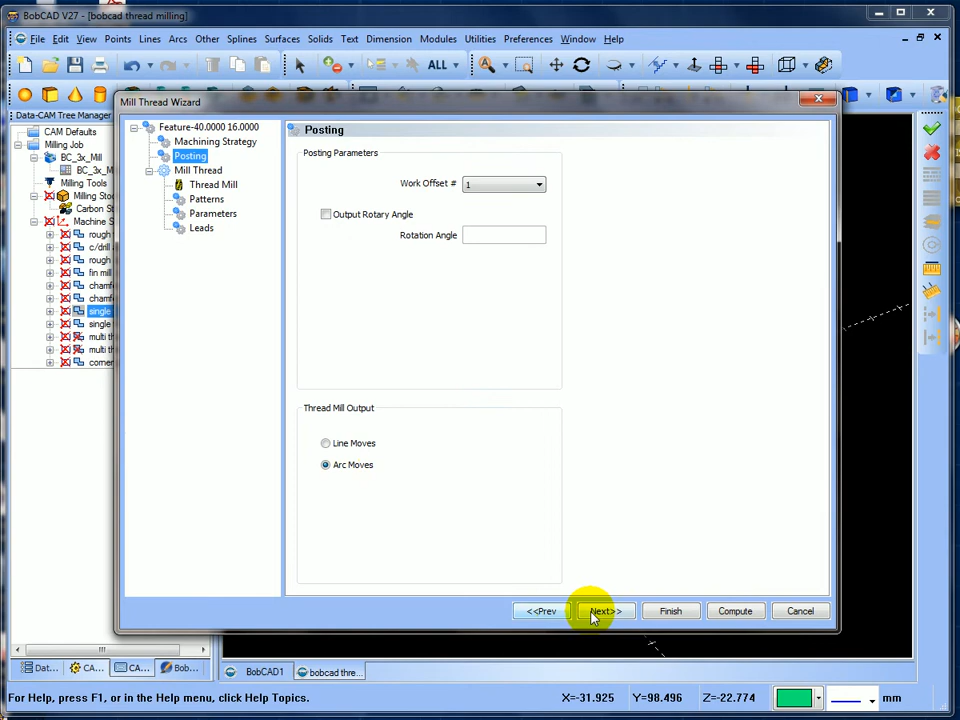 BobCAD V27 - [bobcad thread milling]
File Edit View Points Lines Arcs Other Splines Surfaces Solids Text Dimension Modules Utilities Preferences Window Help
ALL
Data-CAM Tree Manager
CAM Defaults
Milling Job
BC_3x_Mill
BC_3x_M
Milling Tools
Milling Stoc
Carbon St
Machine S
rough
c/drill
rough
fin mill
chamf
chamf
single
single
multi th
multi th
corner
Mill Thread Wizard
Feature-40.0000 16.0000
Machining Strategy
Posting
Mill Thread
Thread Mill
Patterns
Parameters
Leads
Posting
Posting Parameters
Work Offset # 1
Output Rotary Angle
Rotation Angle
Thread Mill Output
Line Moves
Arc Moves
<<Prev Next>> Finish Compute Cancel
Dat... CA... CA... Bob...
BobCAD1 bobcad thre...
For Help, press F1, or in the Help menu, click Help Topics.
X=-31.925 Y=98.496 Z=-22.774 mm